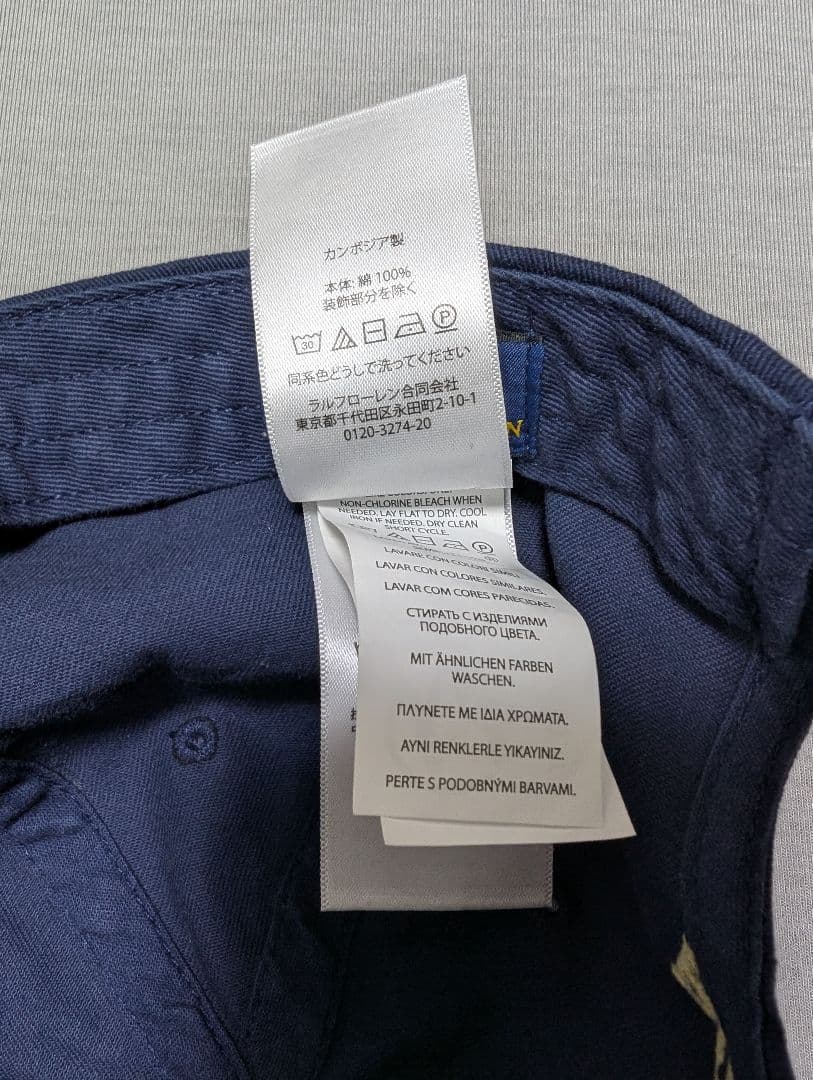 カンボジア製
本体: 綿 100%
装飾部分を除く
30
P
同系色どうしで洗ってください
ラルフローレン合同会社
東京都千代田区永田町2-10-1
0120-3274-20
N
NON-CHLORINE BLEACH WHEN
NEEDED. LAY FLAT TO DRY. COOL
IRON IF NEEDED. DRY CLEAN
SHORT CYCLE.
P
LAVARE CON COLORI SIMILI.
LAVAR CON COLORES SIMILARES.
LAVAR COM CORES PARECIDAS.
СТИРАТЬ С ИЗДЕЛИЯМИ
ПОДОБНОГО ЦВЕТА.
MIT ÄHNLICHEN FARBEN
WASCHEN.
ΠΛΥΝΕΤΕ ΜΕ ΙΔΙΑ ΧΡΩΜΑΤΑ.
AYNI RENKLERLE YIKAYINIZ.
PERTE S PODOBNÝMI BARVAMI.